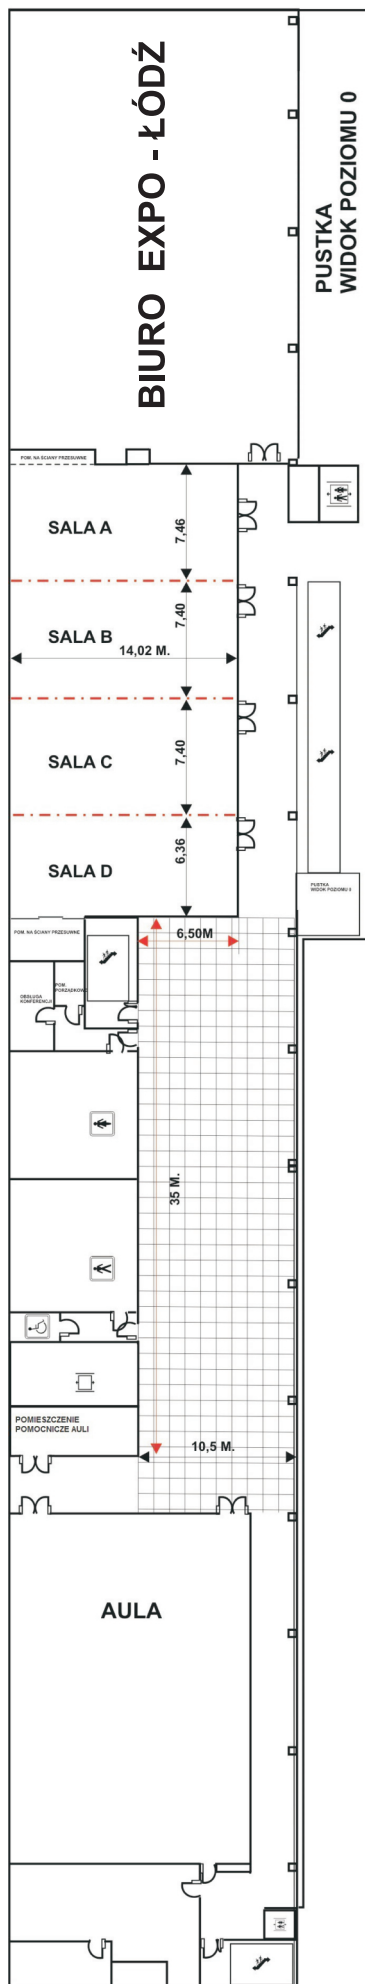 BIURO EXPO - ŁÓDŹ
PUSTKA
WIDOK POZIOMU 0
POM. NA ŚCIANY PRZESUWNE
SALA A
7,46
SALA B
7,40
14,02 M.
SALA C
7,40
SALA D
6,36
PUSTKA
WIDOK POZIOMU 0
POM. NA ŚCIANY PRZESUWNE
6,50M
OBSŁUGA
KONFERENCJI
POM.
PORZĄDKOWE
35 M.
POMIESZCZENIE
POMOCNICZE AULI
10,5 M.
AULA